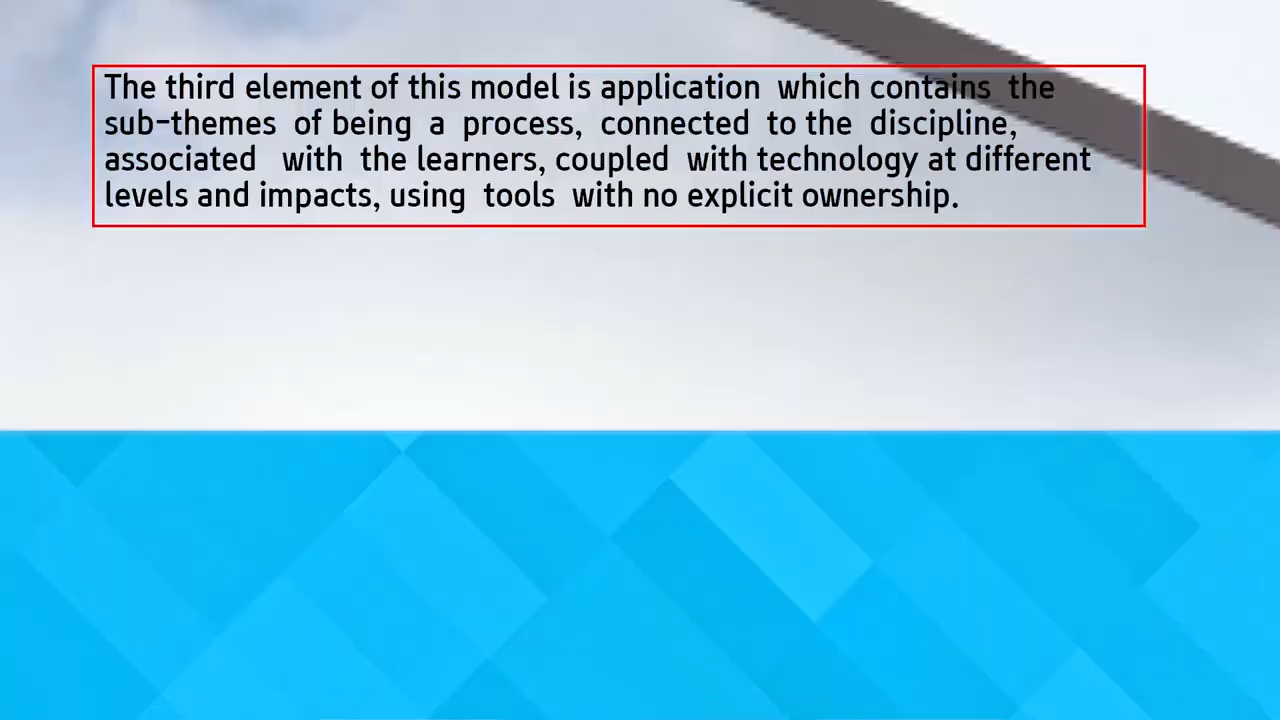 The third element of this model is application which contains the
sub-themes of being a process, connected to the discipline,
associated with the learners, coupled with technology at different
levels and impacts, using tools with no explicit ownership.